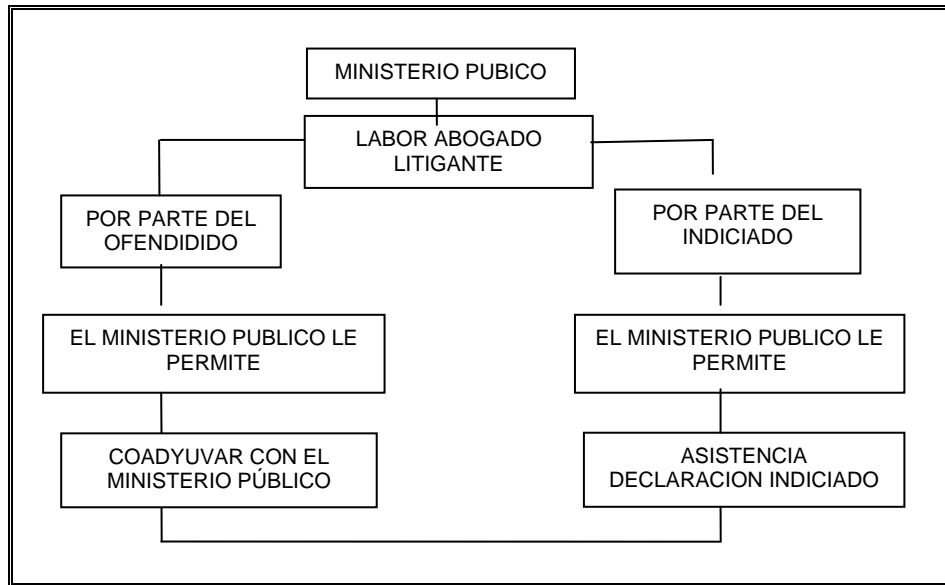 MINISTERIO PUBICO
LABOR ABOGADO
LITIGANTE
POR PARTE DEL
OFENDIDIDO
POR PARTE DEL
INDICIADO
EL MINISTERIO PUBLICO LE
PERMITE
EL MINISTERIO PUBLICO LE
PERMITE
COADYUVAR CON EL
MINISTERIO PÚBLICO
ASISTENCIA
DECLARACION INDICIADO